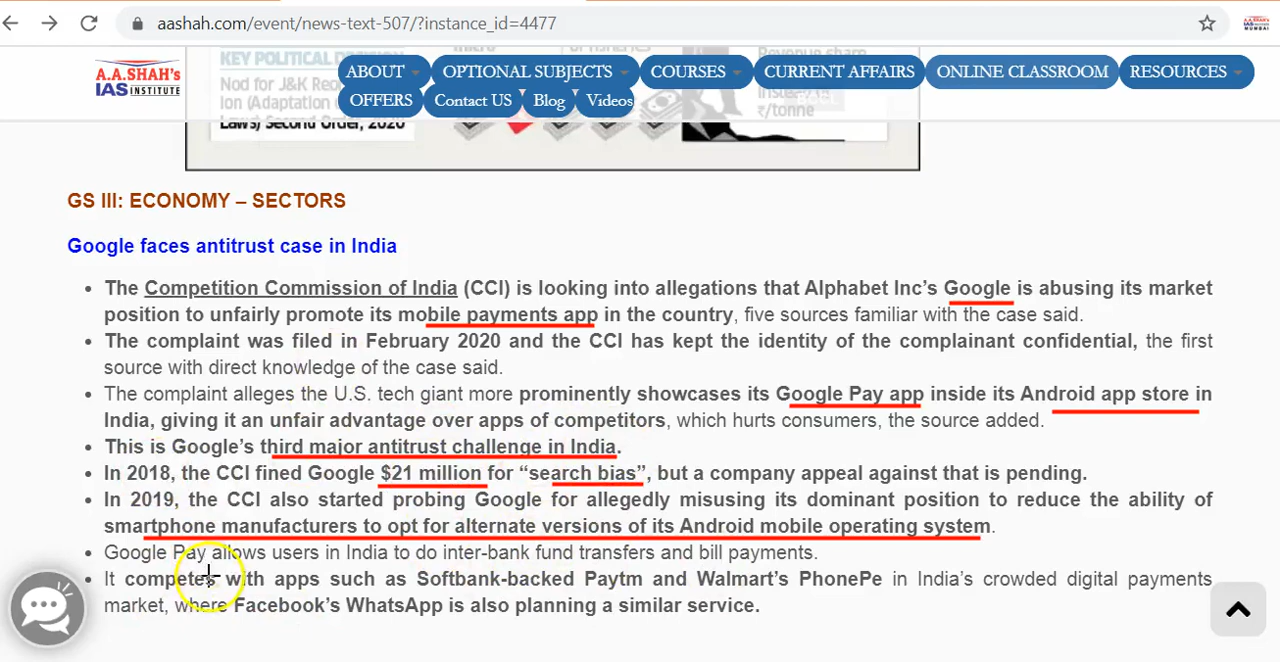 aashah.com/event/news-text-507/?instance_id=4477
KEY POLITICAL DECISION
Nod for J&K Reo
ion (Adaptation
Laws) Second Order, 2020
Revenue share
₹/tonne
A.A.SHAH's
IAS INSTITUTE
ABOUT OPTIONAL SUBJECTS COURSES CURRENT AFFAIRS ONLINE CLASSROOM RESOURCES
OFFERS Contact US Blog Videos
GS III: ECONOMY – SECTORS
Google faces antitrust case in India
• The Competition Commission of India (CCI) is looking into allegations that Alphabet Inc’s Google is abusing its market
position to unfairly promote its mobile payments app in the country, five sources familiar with the case said.
• The complaint was filed in February 2020 and the CCI has kept the identity of the complainant confidential, the first
source with direct knowledge of the case said.
• The complaint alleges the U.S. tech giant more prominently showcases its Google Pay app inside its Android app store in
India, giving it an unfair advantage over apps of competitors, which hurts consumers, the source added.
• This is Google’s third major antitrust challenge in India.
• In 2018, the CCI fined Google $21 million for “search bias”, but a company appeal against that is pending.
• In 2019, the CCI also started probing Google for allegedly misusing its dominant position to reduce the ability of
smartphone manufacturers to opt for alternate versions of its Android mobile operating system.
• Google Pay allows users in India to do inter-bank fund transfers and bill payments.
• It competes with apps such as Softbank-backed Paytm and Walmart’s PhonePe in India’s crowded digital payments
market, where Facebook’s WhatsApp is also planning a similar service.